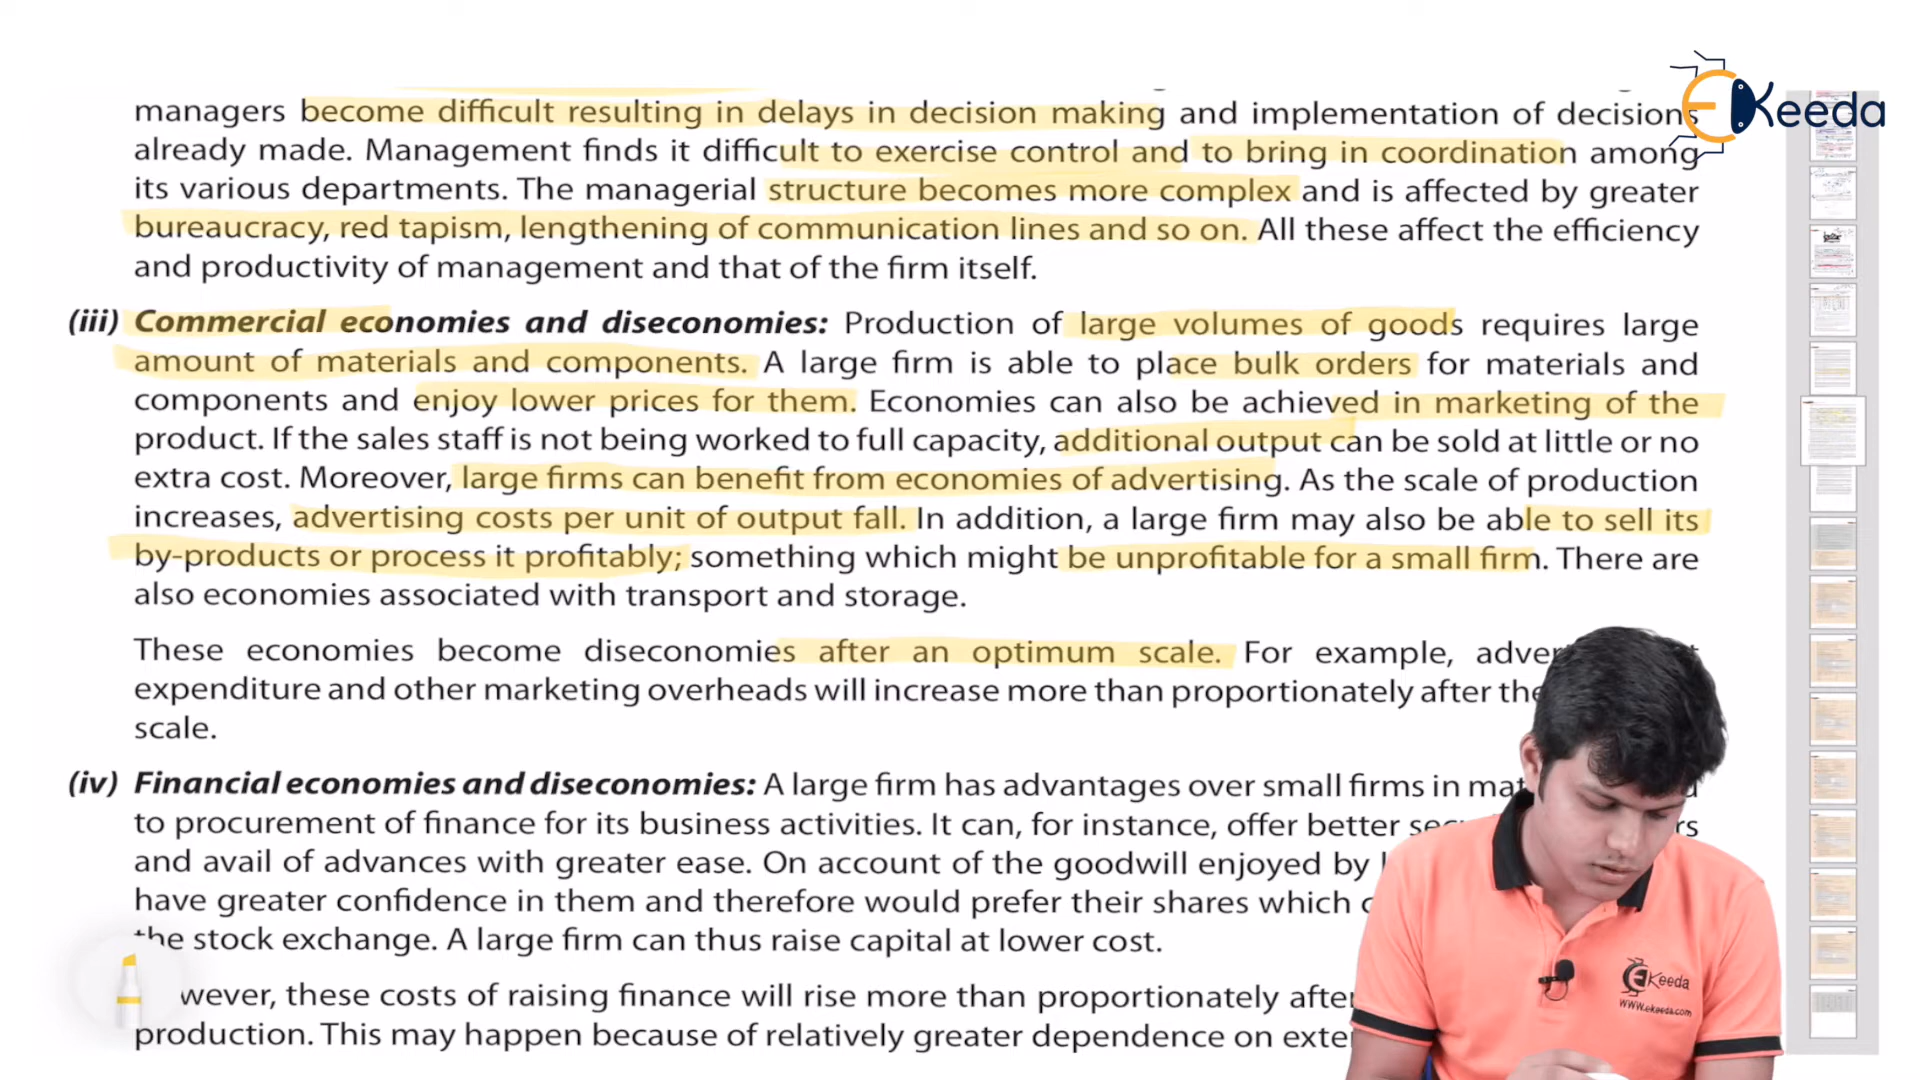 managers become difficult resulting in delays in decision making and implementation of decisions
already made. Management finds it difficult to exercise control and to bring in coordination among
its various departments. The managerial structure becomes more complex and is affected by greater
bureaucracy, red tapism, lengthening of communication lines and so on. All these affect the efficiency
and productivity of management and that of the firm itself.
(iii) Commercial economies and diseconomies: Production of large volumes of goods requires large
amount of materials and components. A large firm is able to place bulk orders for materials and
components and enjoy lower prices for them. Economies can also be achieved in marketing of the
product. If the sales staff is not being worked to full capacity, additional output can be sold at little or no
extra cost. Moreover, large firms can benefit from economies of advertising. As the scale of production
increases, advertising costs per unit of output fall. In addition, a large firm may also be able to sell its
by-products or process it profitably; something which might be unprofitable for a small firm. There are
also economies associated with transport and storage.
These economies become diseconomies after an optimum scale. For example,
expenditure and other marketing overheads will increase more than proportionately after the
scale.
(iv) Financial economies and diseconomies: A large firm has advantages over small firms in
to procurement of finance for its business activities. It can, for instance, offer better
and avail of advances with greater ease. On account of the goodwill enjoyed by
have greater confidence in them and therefore would prefer their shares which
the stock exchange. A large firm can thus raise capital at lower cost.
these costs of raising finance will rise more than proportionately
production. This may happen because of relatively greater dependence on
EKeeda
EKeeda
www.ekeeda.com